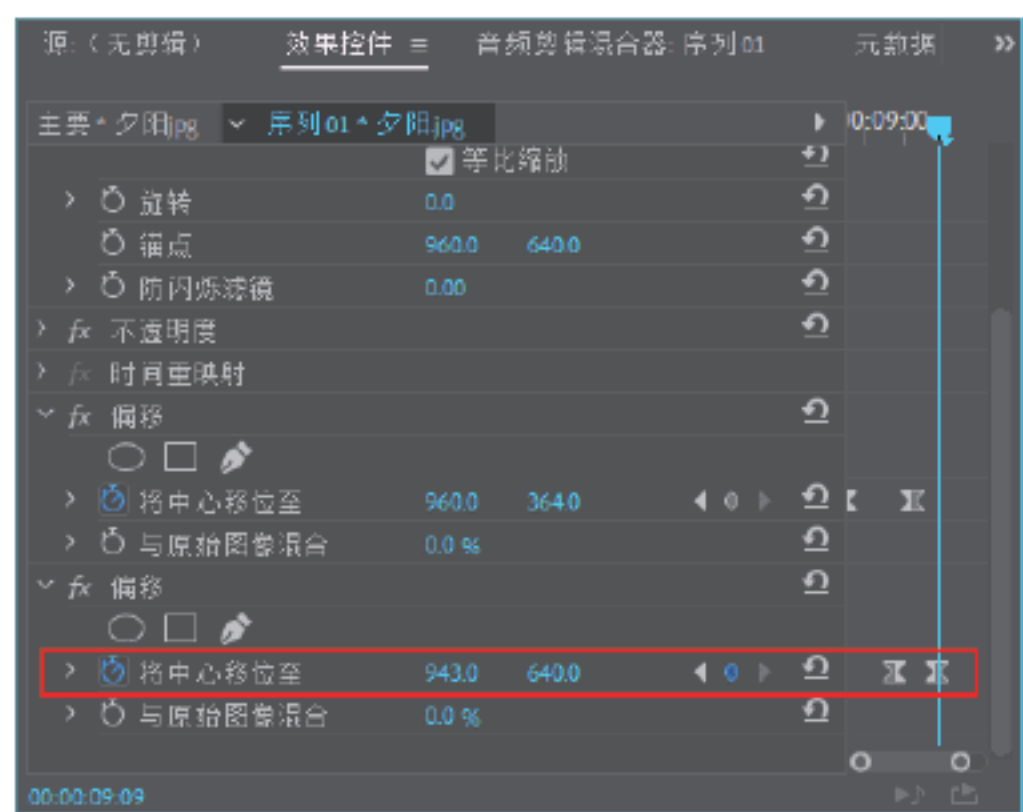 源:（无剪辑） 效果控件 ≡ 音频剪辑混合器: 序列 01 元数据 »
主要 * 夕阳.jpg 序列 01 * 夕阳.jpg 0:09:00
等比缩放
旋转 0.0
锚点 960.0 640.0
防闪烁滤镜 0.00
fx 不透明度
fx 时间重映射
fx 偏移
将中心移位至 960.0 364.0
与原始图像混合 0.0 %
fx 偏移
将中心移位至 943.0 640.0
与原始图像混合 0.0 %
00:00:09:09